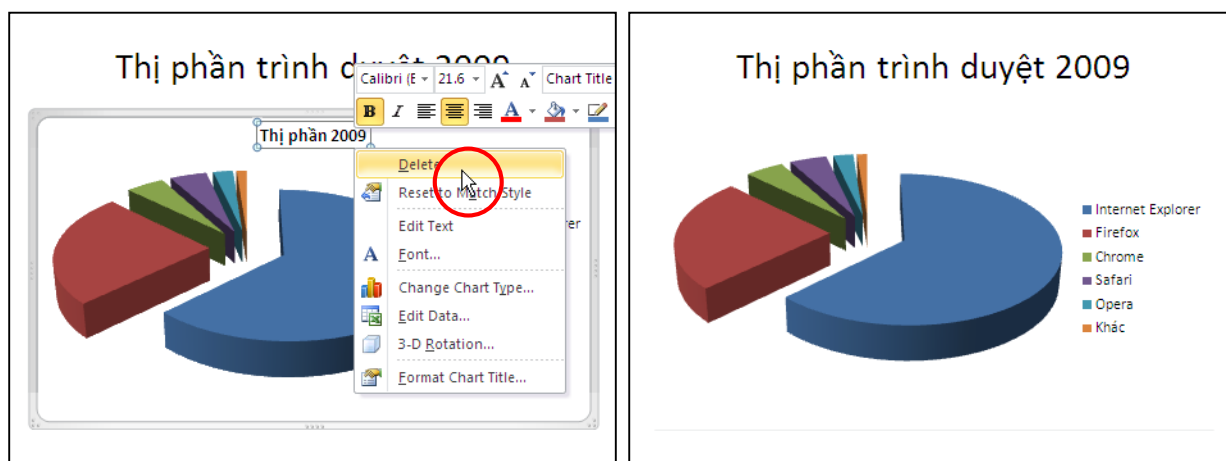 Thị phần trình duyệt 2009
Calibri (E 21.6 A A Chart Title
B I A
Thị phần 2009
Delete
Reset to Match Style
Edit Text
er
A Font...
Change Chart Type...
Edit Data...
3-D Rotation...
Format Chart Title...
Thị phần trình duyệt 2009
Internet Explorer
Firefox
Chrome
Safari
Opera
Khác